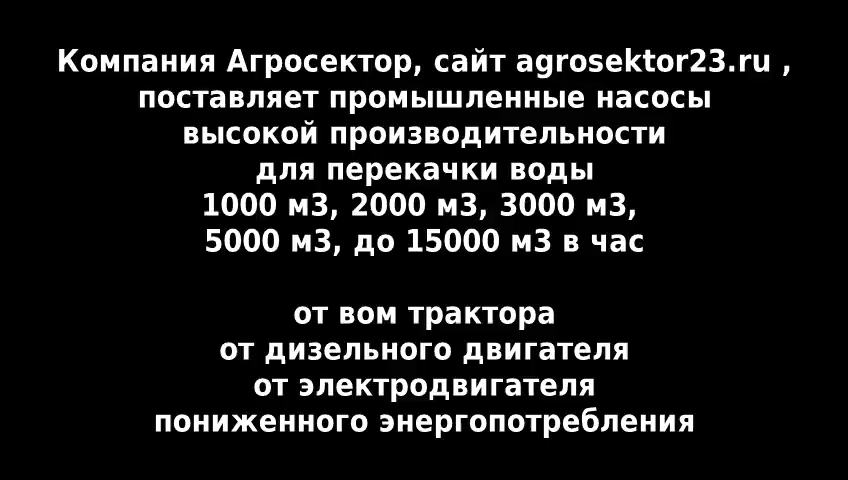 Компания Агросектор, сайт agrosektor23.ru ,
поставляет промышленные насосы
высокой производительности
для перекачки воды
1000 м3, 2000 м3, 3000 м3,
5000 м3, до 15000 м3 в час
от вом трактора
от дизельного двигателя
от электродвигателя
пониженного энергопотребления